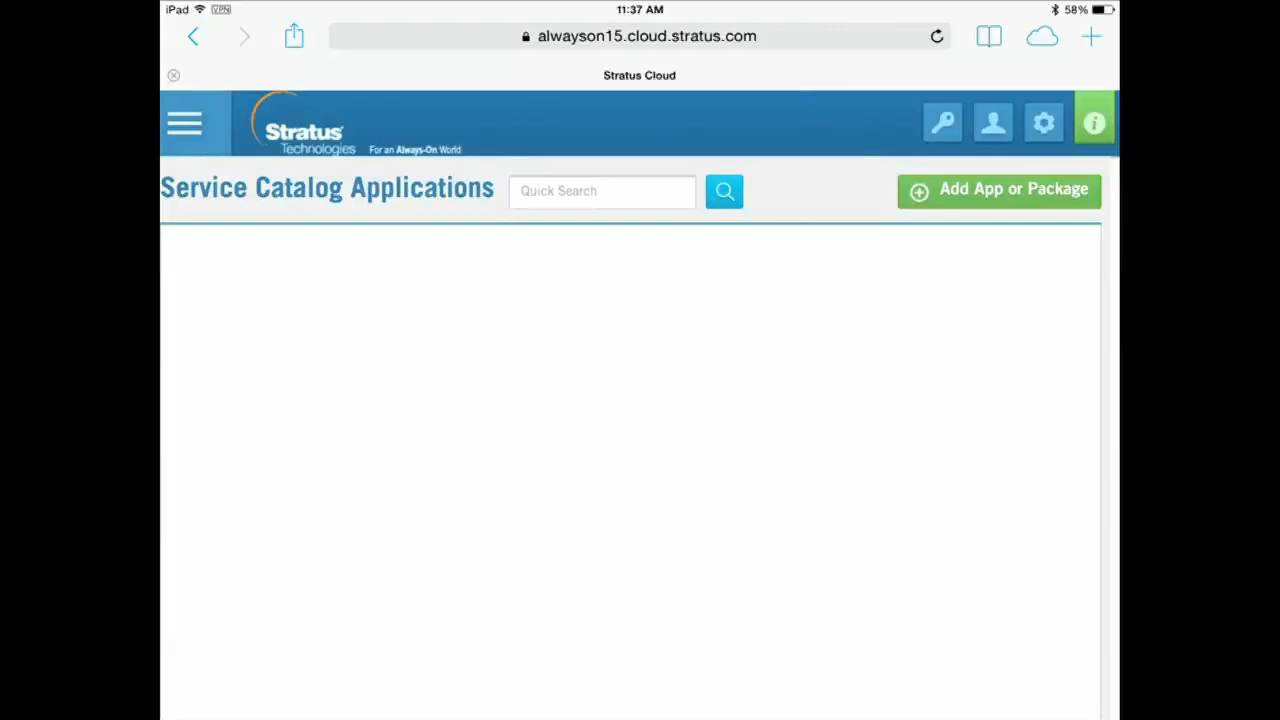 iPad VPN 11:37 AM 58%
alwayson15.cloud.stratus.com
Stratus Cloud
Stratus
Technologies For an Always-On World
Service Catalog Applications Quick Search Add App or Package